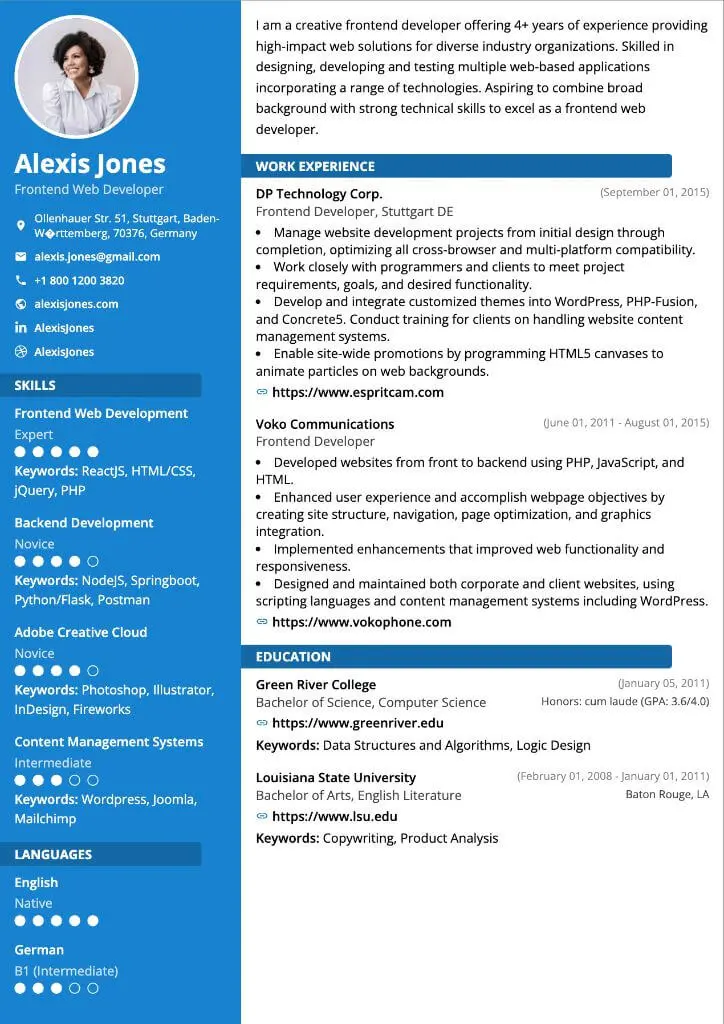 Alexis Jones
Frontend Web Developer
Ollenhauer Str. 51, Stuttgart, Baden-
W�rttemberg, 70376, Germany
alexis.jones@gmail.com
+1 800 1200 3820
alexisjones.com
AlexisJones
AlexisJones
SKILLS
Frontend Web Development
Expert
Keywords: ReactJS, HTML/CSS,
jQuery, PHP
Backend Development
Novice
Keywords: NodeJS, Springboot,
Python/Flask, Postman
Adobe Creative Cloud
Novice
Keywords: Photoshop, Illustrator,
InDesign, Fireworks
Content Management Systems
Intermediate
Keywords: Wordpress, Joomla,
Mailchimp
LANGUAGES
English
Native
German
B1 (Intermediate)
I am a creative frontend developer offering 4+ years of experience providing
high-impact web solutions for diverse industry organizations. Skilled in
designing, developing and testing multiple web-based applications
incorporating a range of technologies. Aspiring to combine broad
background with strong technical skills to excel as a frontend web
developer.
WORK EXPERIENCE
DP Technology Corp. (September 01, 2015)
Frontend Developer, Stuttgart DE
• Manage website development projects from initial design through
completion, optimizing all cross-browser and multi-platform compatibility.
• Work closely with programmers and clients to meet project
requirements, goals, and desired functionality.
• Develop and integrate customized themes into WordPress, PHP-Fusion,
and Concrete5. Conduct training for clients on handling website content
management systems.
• Enable site-wide promotions by programming HTML5 canvases to
animate particles on web backgrounds.
https://www.espritcam.com
Voko Communications (June 01, 2011 - August 01, 2015)
Frontend Developer
• Developed websites from front to backend using PHP, JavaScript, and
HTML.
• Enhanced user experience and accomplish webpage objectives by
creating site structure, navigation, page optimization, and graphics
integration.
• Implemented enhancements that improved web functionality and
responsiveness.
• Designed and maintained both corporate and client websites, using
scripting languages and content management systems including WordPress.
https://www.vokophone.com
EDUCATION
Green River College (January 05, 2011)
Bachelor of Science, Computer Science Honors: cum laude (GPA: 3.6/4.0)
https://www.greenriver.edu
Keywords: Data Structures and Algorithms, Logic Design
Louisiana State University (February 01, 2008 - January 01, 2011)
Bachelor of Arts, English Literature Baton Rouge, LA
https://www.lsu.edu
Keywords: Copywriting, Product Analysis